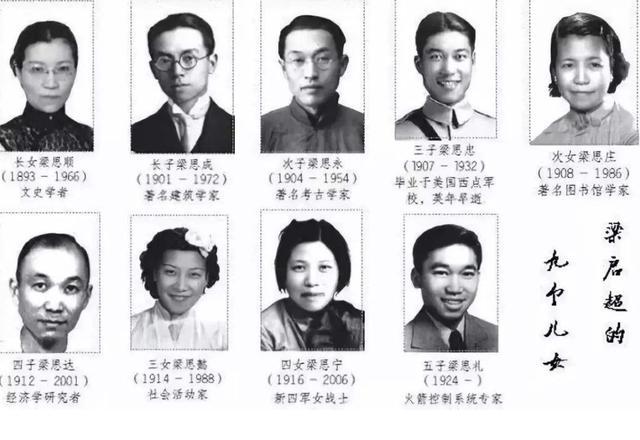 长女梁思顺
(1893 - 1966)
文史学者
长子梁思成
(1901 - 1972)
著名建筑学家
次子梁思永
(1904 - 1954)
著名考古学家
三子梁思忠
(1907 - 1932)
毕业于美国西点军
校，英年早逝
次女梁思庄
(1908 - 1986)
著名图书馆学家
四子梁思达
(1912 - 2001)
经济学研究者
三女梁思懿
(1914 - 1988)
社会活动家
四女梁思宁
(1916 - 2006)
新四军女战士
五子梁思礼
(1924 - )
火箭控制系统专家
梁启超的
九个儿女